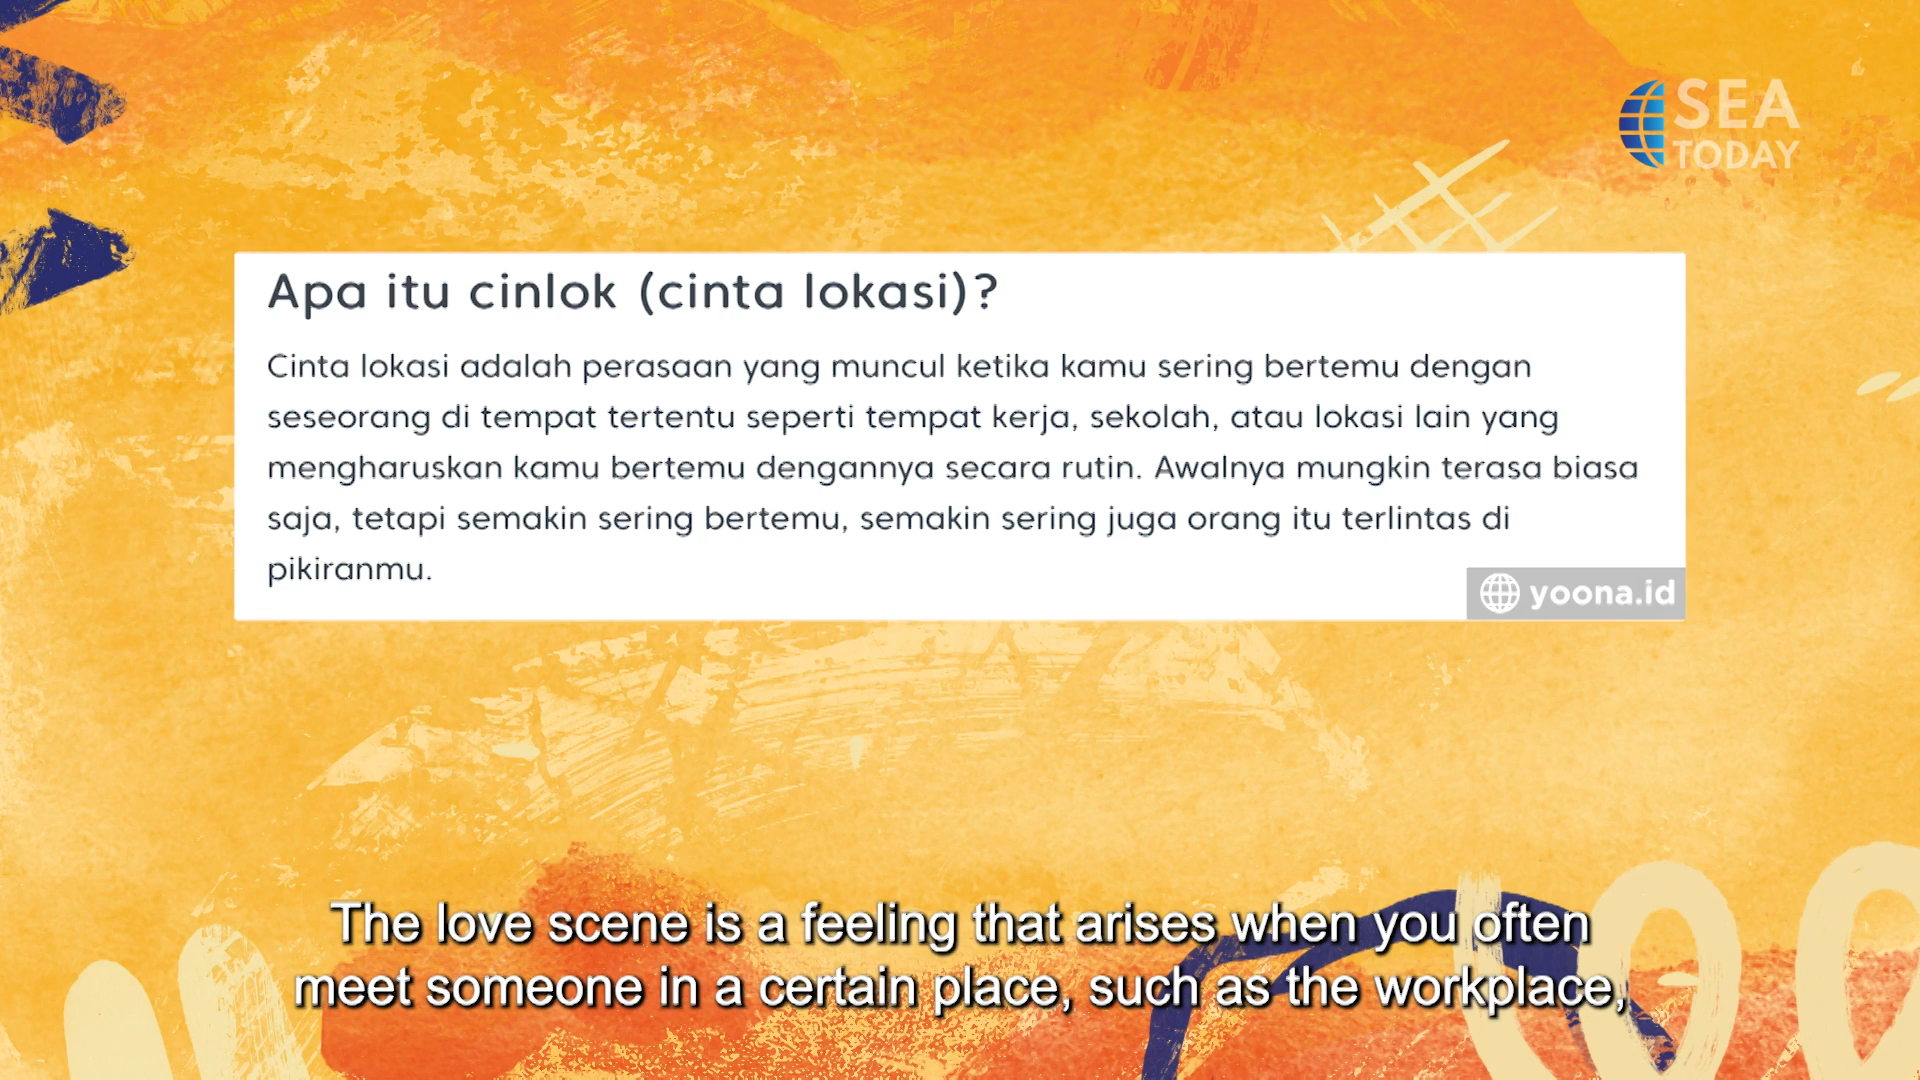 SEA
TODAY
Apa itu cinlok (cinta lokasi)?
Cinta lokasi adalah perasaan yang muncul ketika kamu sering bertemu dengan
seseorang di tempat tertentu seperti tempat kerja, sekolah, atau lokasi lain yang
mengharuskan kamu bertemu dengannya secara rutin. Awalnya mungkin terasa biasa
saja, tetapi semakin sering bertemu, semakin sering juga orang itu terlintas di
pikiranmu.
yoona.id
The love scene is a feeling that arises when you often
meet someone in a certain place, such as the workplace,